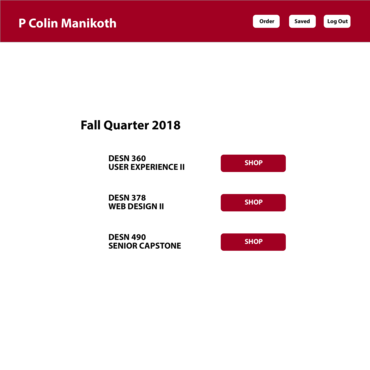 P Colin Manikoth
Order
Saved
Log Out
Fall Quarter 2018
DESN 360
USER EXPERIENCE II
SHOP
DESN 378
WEB DESIGN II
SHOP
DESN 490
SENIOR CAPSTONE
SHOP